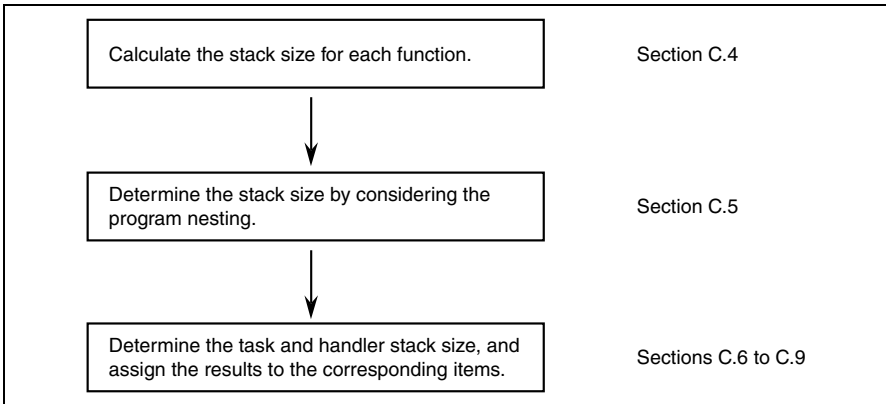 Calculate the stack size for each function.
Section C.4
Determine the stack size by considering the
program nesting.
Section C.5
Determine the task and handler stack size, and
assign the results to the corresponding items.
Sections C.6 to C.9